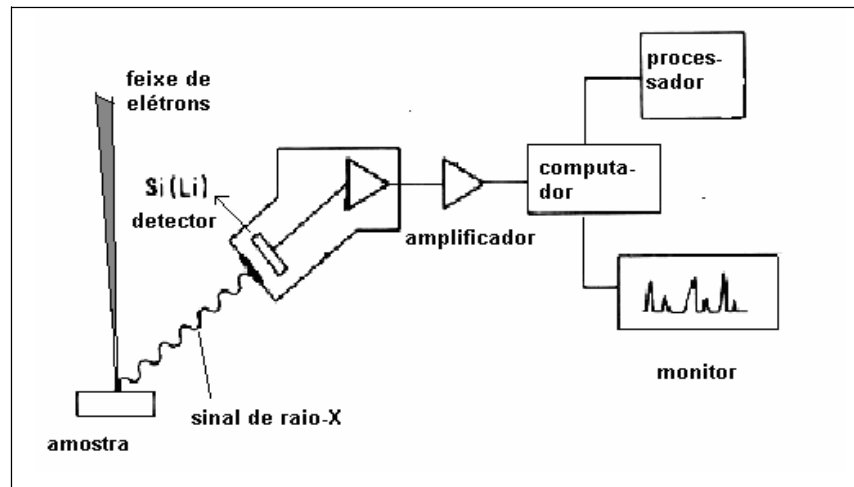 feixe de
elétrons
Si(Li)
detector
amplificador
proces-
sador
computa-
dor
monitor
sinal de raio-X
amostra